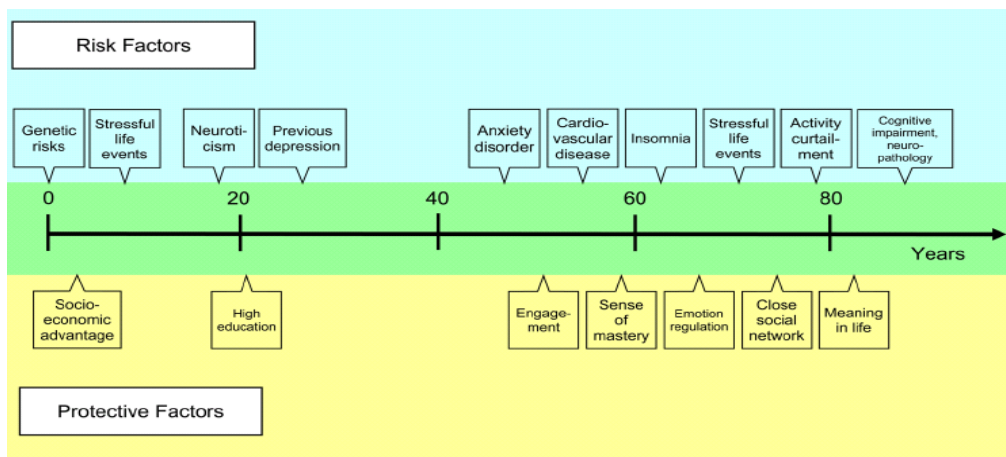 Risk Factors
Genetic
risks
Stressful
life
events
Neuroti-
cism
Previous
depression
Anxiety
disorder
Cardio-
vascular
disease
Insomnia
Stressful
life
events
Activity
curtail-
ment
Cognitive
impairment,
neuro-
pathology
0
20
40
60
80
Years
Socio-
economic
advantage
High
education
Engage-
ment
Sense
of
mastery
Emotion
regulation
Close
social
network
Meaning
in life
Protective Factors